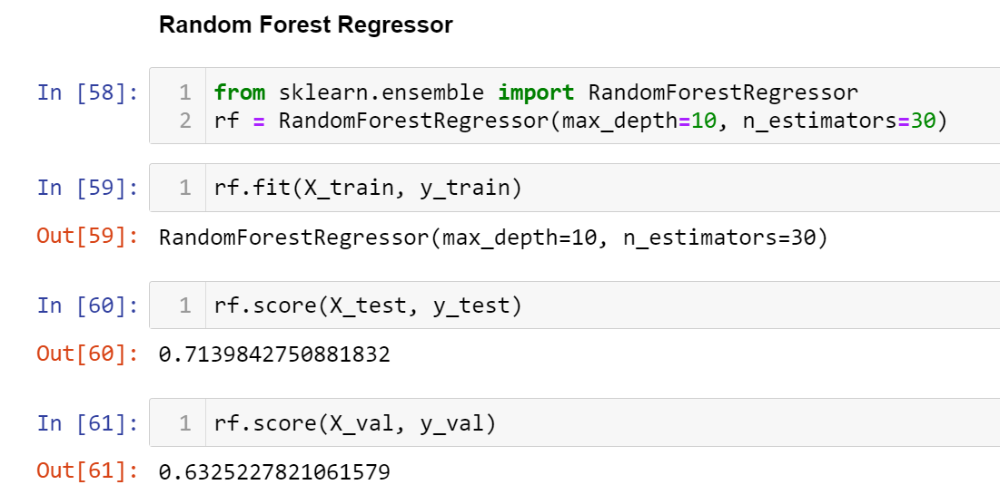 Random Forest Regressor
In [58]: 1 from sklearn.ensemble import RandomForestRegressor
2 rf = RandomForestRegressor(max_depth=10, n_estimators=30)
In [59]: 1 rf.fit(X_train, y_train)
Out[59]: RandomForestRegressor(max_depth=10, n_estimators=30)
In [60]: 1 rf.score(X_test, y_test)
Out[60]: 0.7139842750881832
In [61]: 1 rf.score(X_val, y_val)
Out[61]: 0.6325227821061579